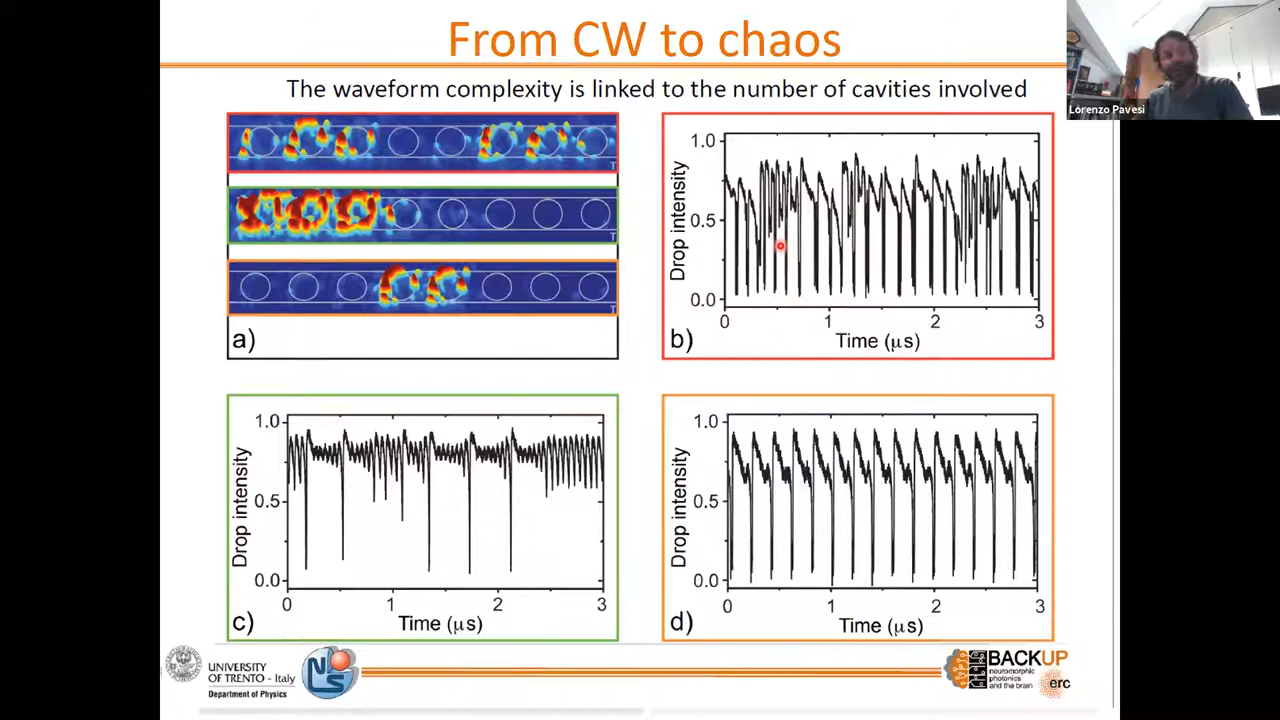 From CW to chaos
Lorenzo Pavesi
The waveform complexity is linked to the number of cavities involved
T
T
T
a)
1.0
0.5
0.0
Drop intensity
0
1
2
3
Time (μs)
b)
1.0
0.5
0.0
Drop intensity
0
1
2
3
Time (μs)
c)
1.0
0.5
0.0
Drop intensity
0
1
2
3
Time (μs)
d)
UNIVERSITY
OF TRENTO - Italy
Department of Physics
NLS
BACKUP
neuromorphic
photonics
and the brain
erc